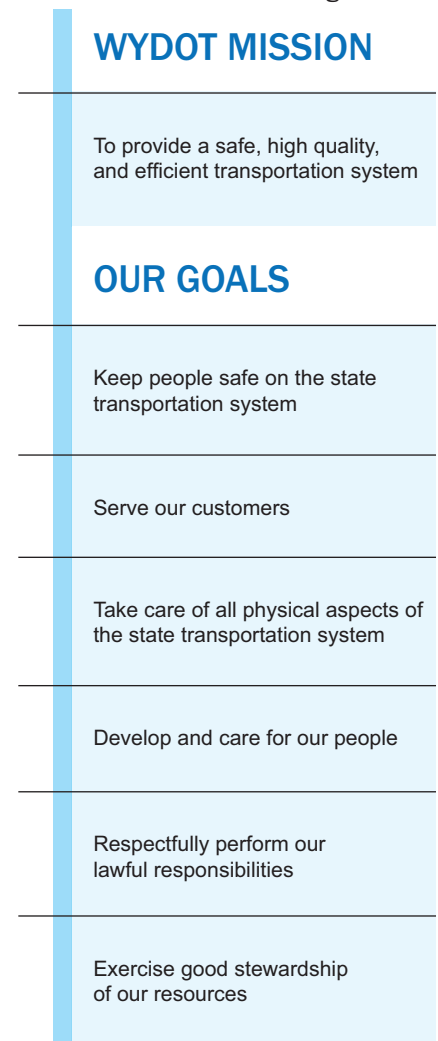 WYDOT MISSION
To provide a safe, high quality,
and efficient transportation system
OUR GOALS
Keep people safe on the state
transportation system
Serve our customers
Take care of all physical aspects of
the state transportation system
Develop and care for our people
Respectfully perform our
lawful responsibilities
Exercise good stewardship
of our resources